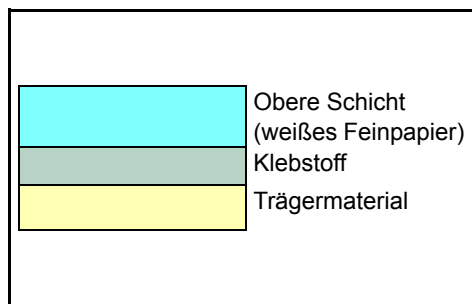 Obere Schicht
(weißes Feinpapier)
Klebstoff
Trägermaterial